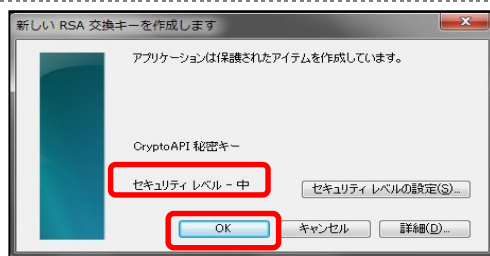 新しい RSA 交換キーを作成します
アプリケーションは保護されたアイテムを作成しています。
CryptoAPI 秘密キー
セキュリティ レベル - 中
セキュリティ レベルの設定(S)...
OK
キャンセル
詳細(D)...